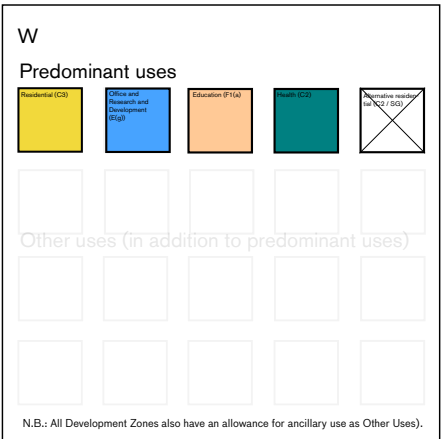 W
Predominant uses
Residential (C3)
Office and
Research and
Development
(E(g))
Education (F1(a)
Health (C2)
Alternative residen-
tial (C2 / SG)
Other uses (in addition to predominant uses)
N.B.: All Development Zones also have an allowance for ancillary use as Other Uses).